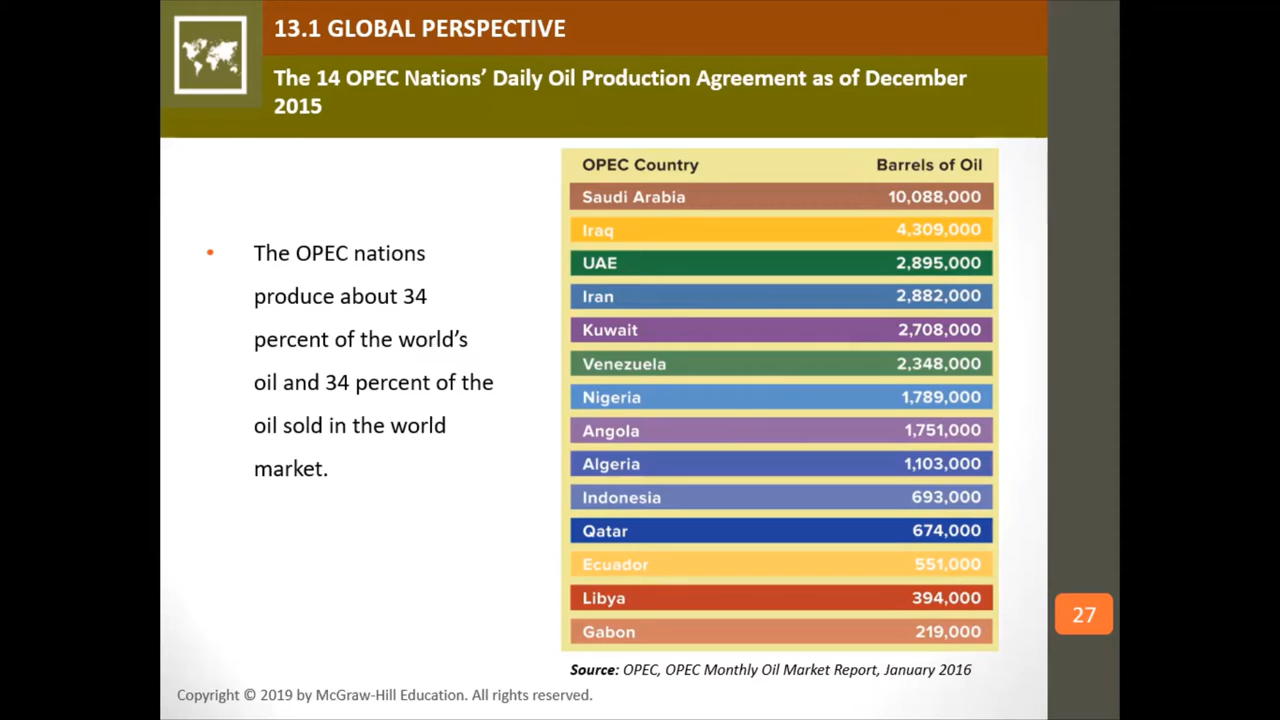 13.1 GLOBAL PERSPECTIVE
The 14 OPEC Nations’ Daily Oil Production Agreement as of December
2015
• The OPEC nations
produce about 34
percent of the world’s
oil and 34 percent of the
oil sold in the world
market.
OPEC Country Barrels of Oil
Saudi Arabia 10,088,000
Iraq 4,309,000
UAE 2,895,000
Iran 2,882,000
Kuwait 2,708,000
Venezuela 2,348,000
Nigeria 1,789,000
Angola 1,751,000
Algeria 1,103,000
Indonesia 693,000
Qatar 674,000
Ecuador 551,000
Libya 394,000
Gabon 219,000
Source: OPEC, OPEC Monthly Oil Market Report, January 2016
27
Copyright © 2019 by McGraw-Hill Education. All rights reserved.